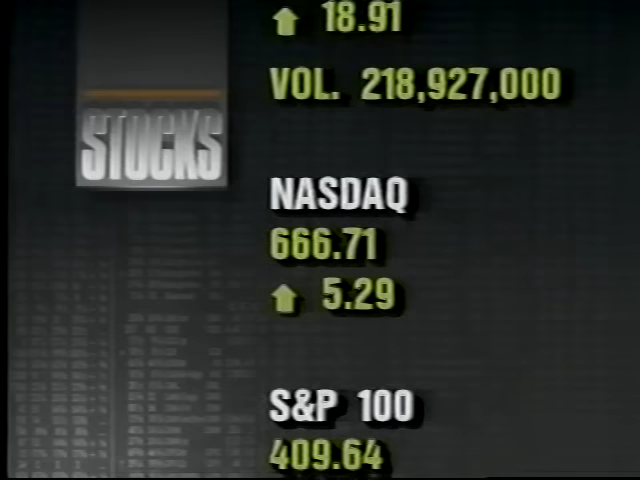 STOCKS
⬆ 18.91
VOL. 218,927,000
NASDAQ
666.71
⬆ 5.29
S&P 100
409.64